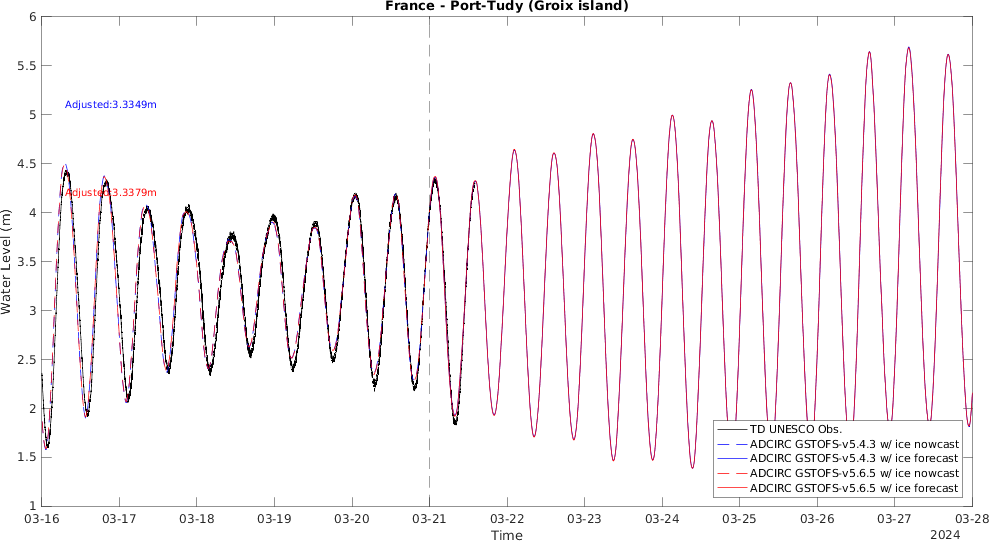 France - Port-Tudy (Groix island)
6
5.5
5
4.5
4
3.5
3
2.5
2
1.5
1
Water Level (m)
Adjusted:3.3349m
Adjusted:3.3379m
TD UNESCO Obs.
ADCIRC GSTOFS-v5.4.3 w/ ice nowcast
ADCIRC GSTOFS-v5.4.3 w/ ice forecast
ADCIRC GSTOFS-v5.6.5 w/ ice nowcast
ADCIRC GSTOFS-v5.6.5 w/ ice forecast
03-16 03-17 03-18 03-19 03-20 03-21 03-22 03-23 03-24 03-25 03-26 03-27 03-28
Time
2024